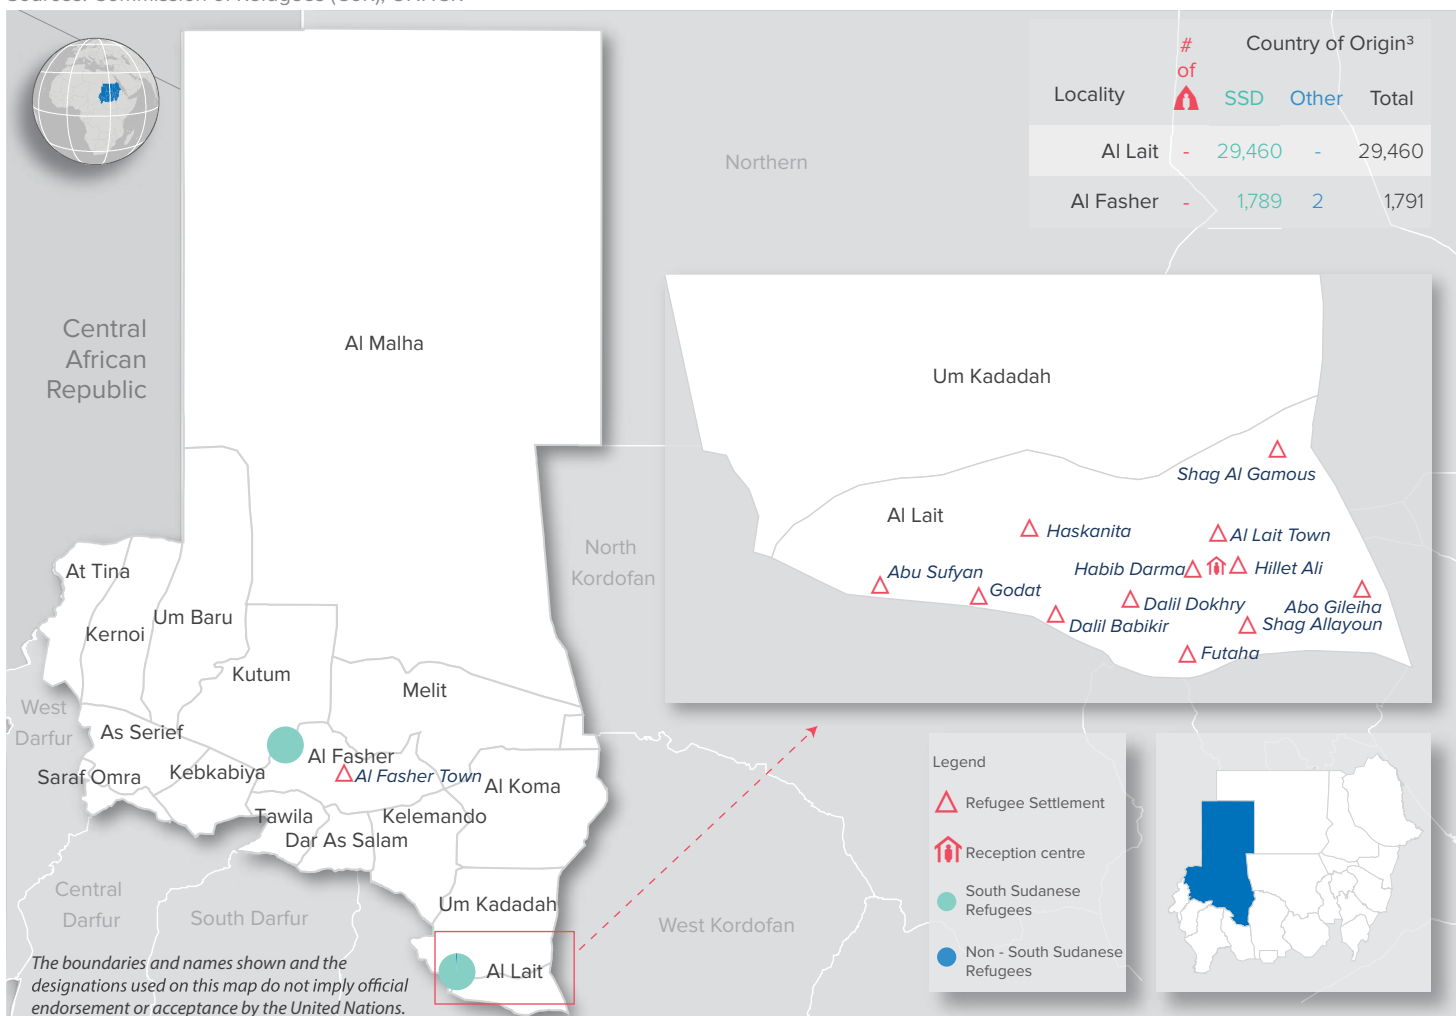 Sources: Commission of Refugees (COR), UNHCR
#
of
Country of Origin³
Locality
SSD
Other
Total
Al Lait - 29,460 - 29,460
Al Fasher - 1,789 2 1,791
Northern
Central
African
Republic
Al Malha
Um Kadadah
Shag Al Gamous
Al Lait
Haskanita
Al Lait Town
Abu Sufyan
Godat
Habib Darma
Hillet Ali
Dalil Babikir
Dalil Dokhry
Abo Gileiha
Shag Allayoun
Futaha
North
Kordofan
At Tina
Kernoi
Um Baru
Kutum
Melit
West
Darfur
As Serief
Al Fasher
Saraf Omra
Kebkabiya
Al Fasher Town
Al Koma
Tawila
Kelemando
Dar As Salam
Central
Darfur
South Darfur
Um Kadadah
West Kordofan
Al Lait
Legend
Refugee Settlement
Reception centre
South Sudanese
Refugees
Non - South Sudanese
Refugees
The boundaries and names shown and the
designations used on this map do not imply official
endorsement or acceptance by the United Nations.